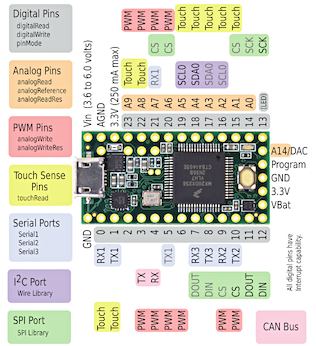 Digital Pins
digitalRead
digitalWrite
pinMode
Analog Pins
analogRead
analogReference
analogReadRes
PWM Pins
analogWrite
analogWriteRes
Touch Sense
Pins
touchRead
Serial Ports
Serial1
Serial2
Serial3
I²C Port
Wire Library
SPI Port
SPI Library
Vin (3.6 to 6.0 volts)
AGND
3.3V (250 mA max)
23 A9 Touch PWM
22 A8 Touch PWM
21 A7 RX1 CS PWM
20 A6 CS PWM
19 A5 SCL0 Touch
18 A4 SDA0 Touch
17 A3 SDA0 Touch
16 A2 SCL0 Touch
15 A1 CS Touch
14 A0 SCK
13 (LED) SCK
A14/DAC
Program
GND
3.3V
VBat
GND
0 RX1 Touch
1 TX1 Touch
2
3 TX PWM
4 RX PWM
5 TX1 PWM
6 PWM
7 RX3 DOUT
8 TX3 DIN
9 RX2 CS PWM
10 TX2 CS PWM
11 DOUT
12 DIN
All digital pins have
Interrupt capability.
CAN Bus